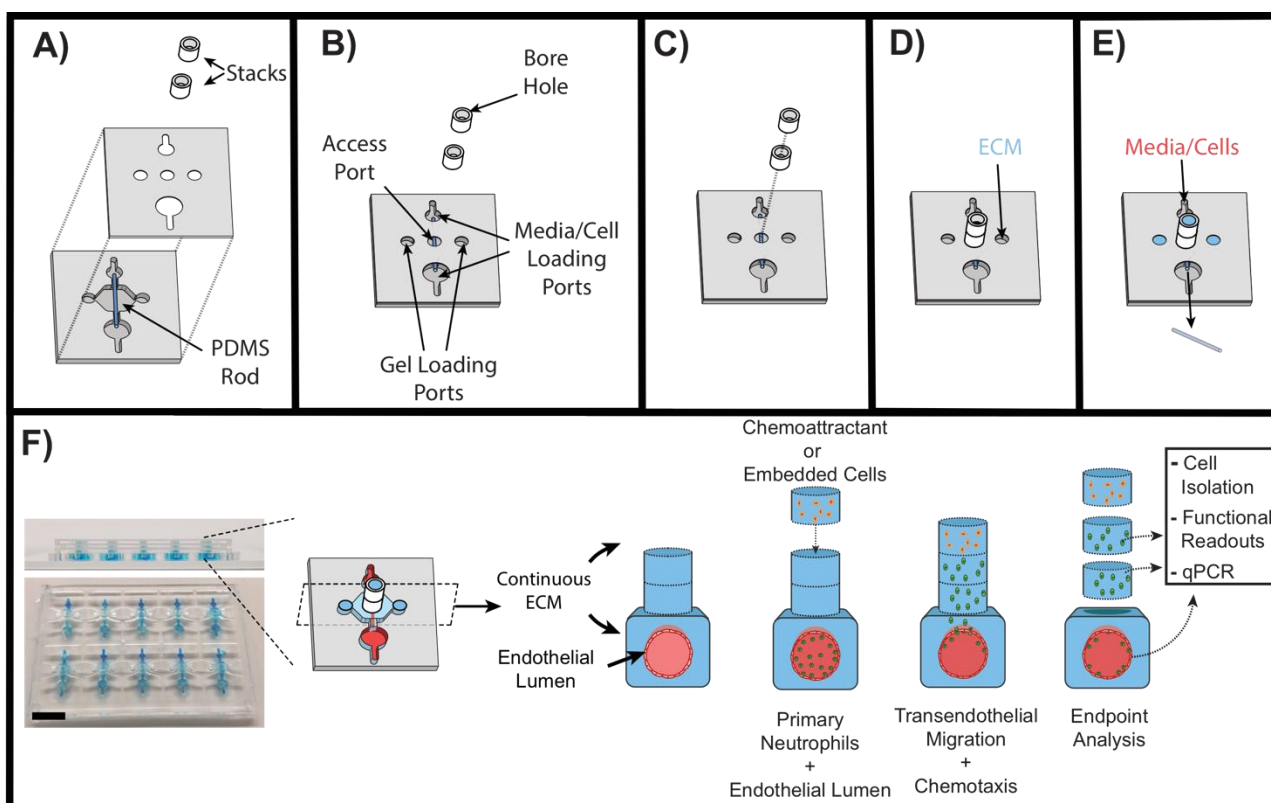 A)
Stacks
PDMS
Rod
B)
Bore
Hole
Access
Port
Media/Cell
Loading
Ports
Gel Loading
Ports
C)
D)
ECM
E)
Media/Cells
F)
Continuous
ECM
Endothelial
Lumen
Chemoattractant
or
Embedded Cells
Primary
Neutrophils
+
Endothelial Lumen
Transendothelial
Migration
+
Chemotaxis
Endpoint
Analysis
- Cell
Isolation
- Functional
Readouts
- qPCR